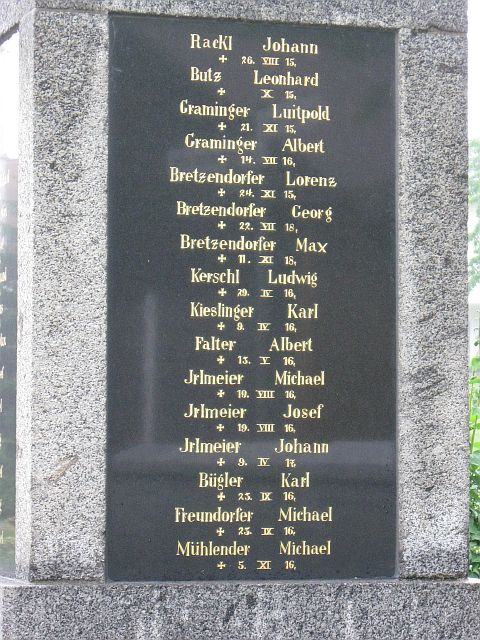 Rackl Johann
+ 26. VIII 15,
Butz Leonhard
+ X 15,
Graminger Luitpold
+ 21. XI 15,
Graminger Albert
+ 14. VII 16,
Bretzendorfer Lorenz
+ 24. XI 15,
Bretzendorfer Georg
+ 22. VII 18,
Bretzendorfer Max
+ 11. XI 18,
Kerschl Ludwig
+ 29. IV 16,
Kieslinger Karl
+ 9. IV 16,
Falter Albert
+ 13. V 16,
Jrlmeier Michael
+ 10. VIII 16,
Jrlmeier Josef
+ 19. VIII 16,
Jrlmeier Johann
+ 9. IV 17
Bügler Karl
+ 25. IX 16,
Freundorfer Michael
+ 25. IX 16,
Mühlender Michael
+ 5. XI 16,